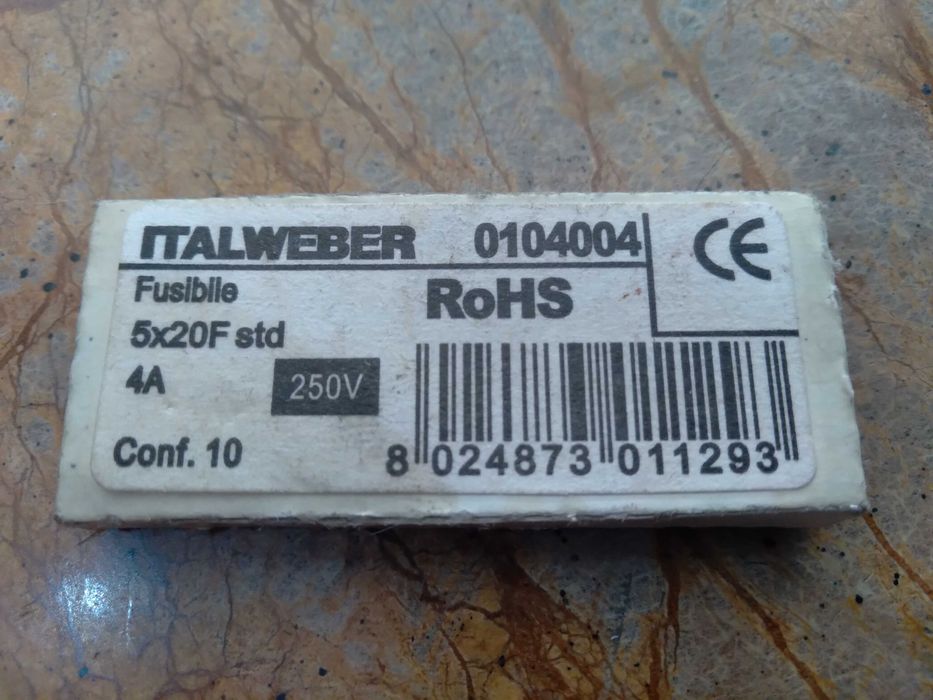 ITALWEBER 0104004 CE
Fusibile RoHS
5x20F std
4A 250V
Conf. 10
8 024873 011293